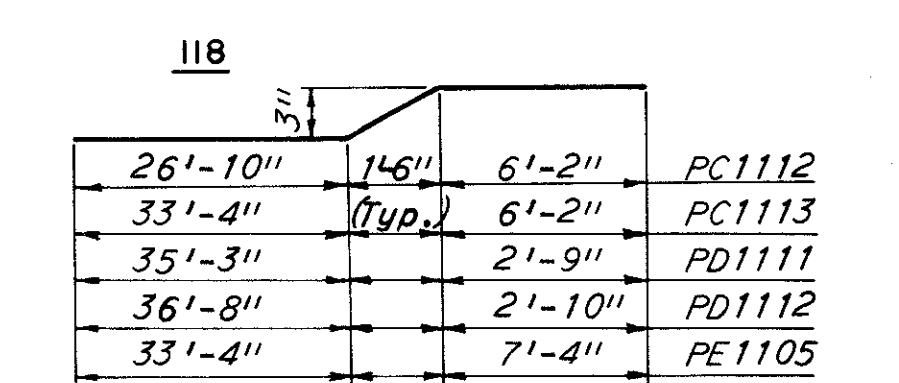 118
3"
26'-10" 1'-6" 6'-2" PC1112
33'-4" (Typ.) 6'-2" PC1113
35'-3" 2'-9" PD1111
36'-8" 2'-10" PD1112
33'-4" 7'-4" PE1105